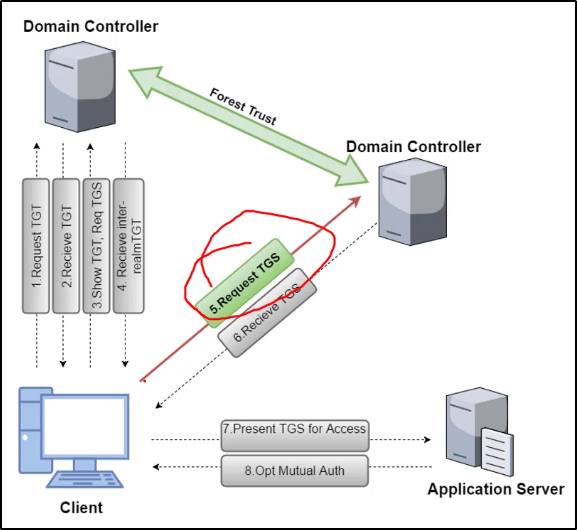 Domain Controller
Forest Trust
Domain Controller
1.Request TGT
2.Recieve TGT
3.Show TGT, Req TGS
4. Recieve inter-
realmTGT
5.Request TGS
6.Recieve TGS
7.Present TGS for Access
8.Opt Mutual Auth
Client
Application Server